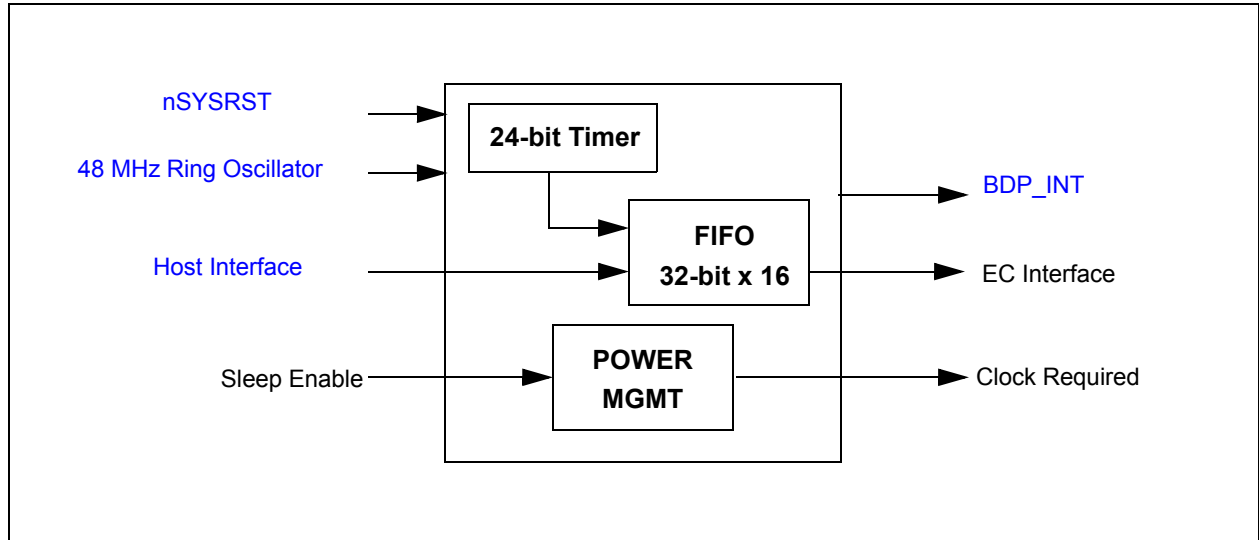 nSYSRST
24-bit Timer
48 MHz Ring Oscillator
BDP_INT
FIFO
32-bit x 16
Host Interface
EC Interface
POWER
MGMT
Sleep Enable
Clock Required